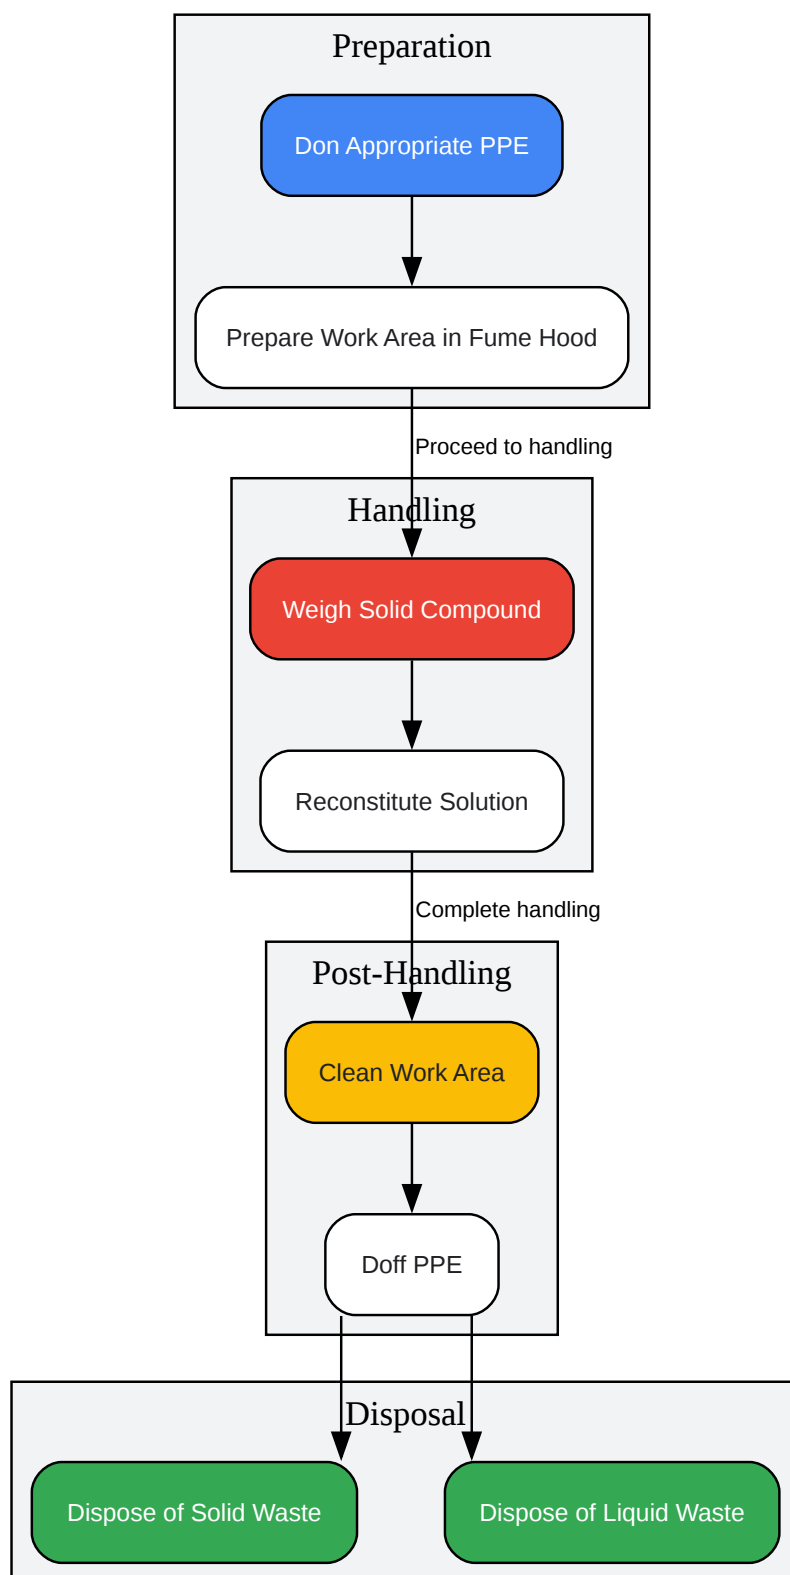 Preparation
Don Appropriate PPE
Prepare Work Area in Fume Hood
Proceed to handling
Handling
Weigh Solid Compound
Reconstitute Solution
Complete handling
Post-Handling
Clean Work Area
Doff PPE
Disposal
Dispose of Solid Waste
Dispose of Liquid Waste